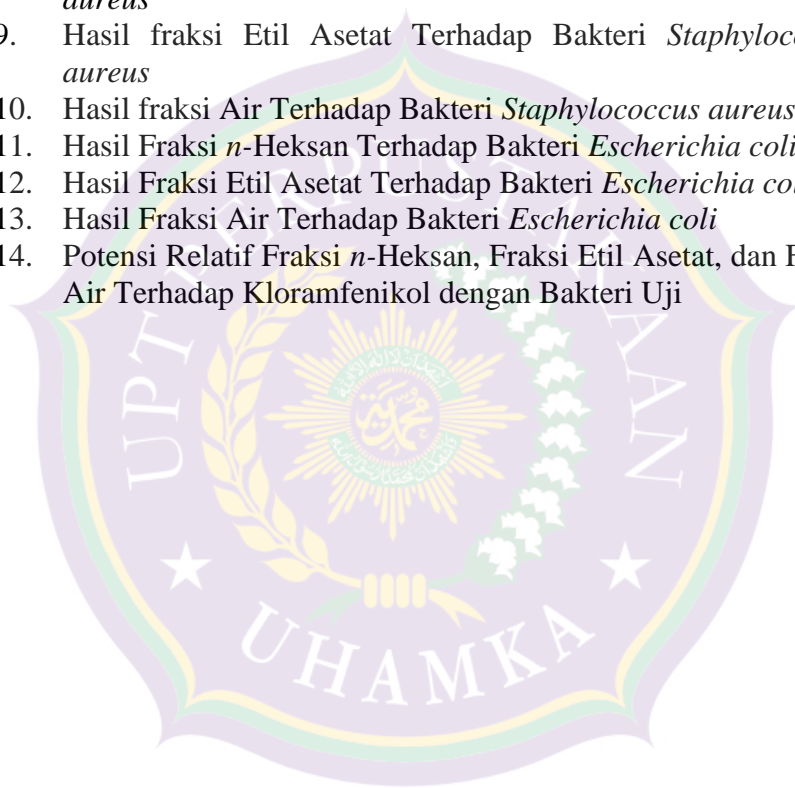 aureus
9. Hasil fraksi Etil Asetat Terhadap Bakteri Staphyloco
aureus
10. Hasil fraksi Air Terhadap Bakteri Staphylococcus aureus
11. Hasil Fraksi n-Heksan Terhadap Bakteri Escherichia coli
12. Hasil Fraksi Etil Asetat Terhadap Bakteri Escherichia co
13. Hasil Fraksi Air Terhadap Bakteri Escherichia coli
14. Potensi Relatif Fraksi n-Heksan, Fraksi Etil Asetat, dan F
Air Terhadap Kloramfenikol dengan Bakteri Uji
UPT PERPUSTAKAAN
محمدية
UHAMKA